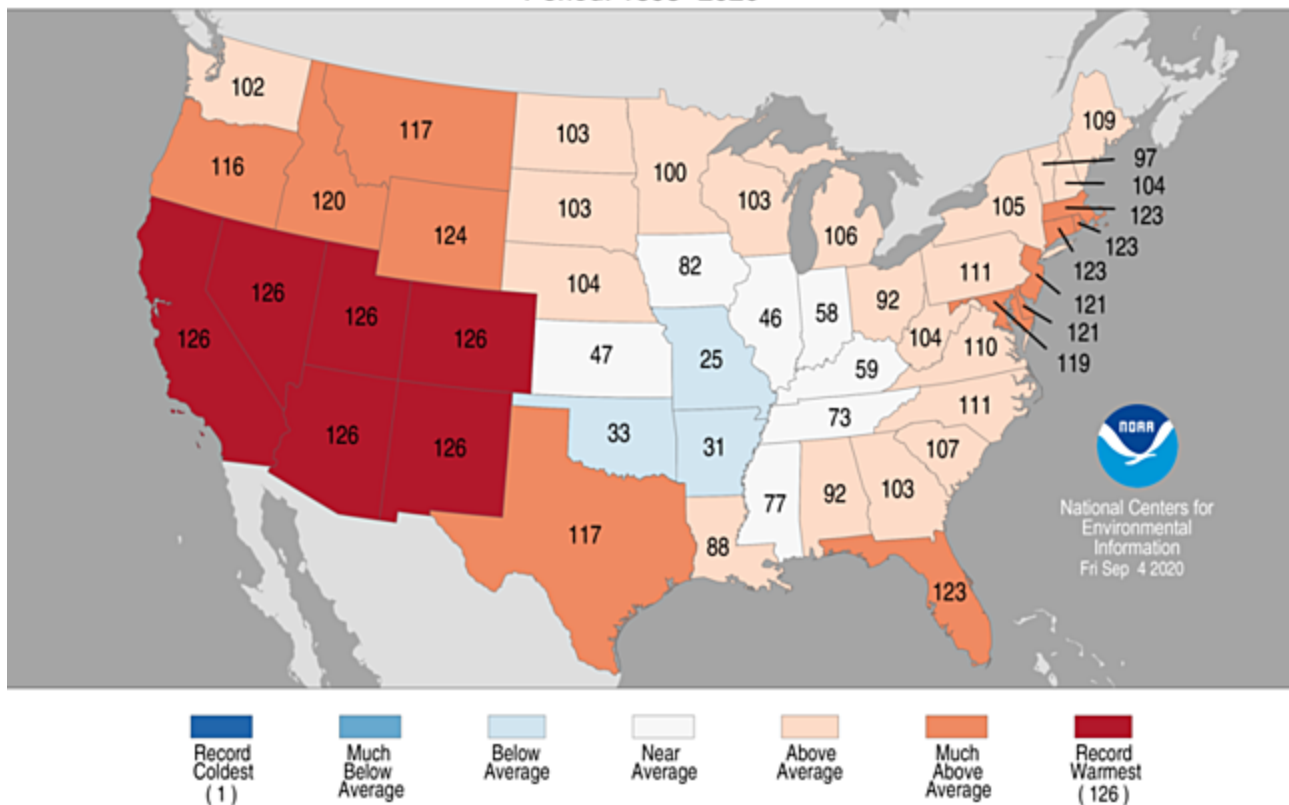 102
117
103
100
109
97
104
123
123
123
121
121
119
116
120
124
103
103
106
105
111
104
82
46
58
92
104
110
126
126
126
126
47
25
59
111
126
126
33
31
73
107
117
88
77
92
103
123
NOAA
National Centers for
Environmental
Information
Fri Sep 4 2020
Record
Coldest
( 1 )
Much
Below
Average
Below
Average
Near
Average
Above
Average
Much
Above
Average
Record
Warmest
( 126 )